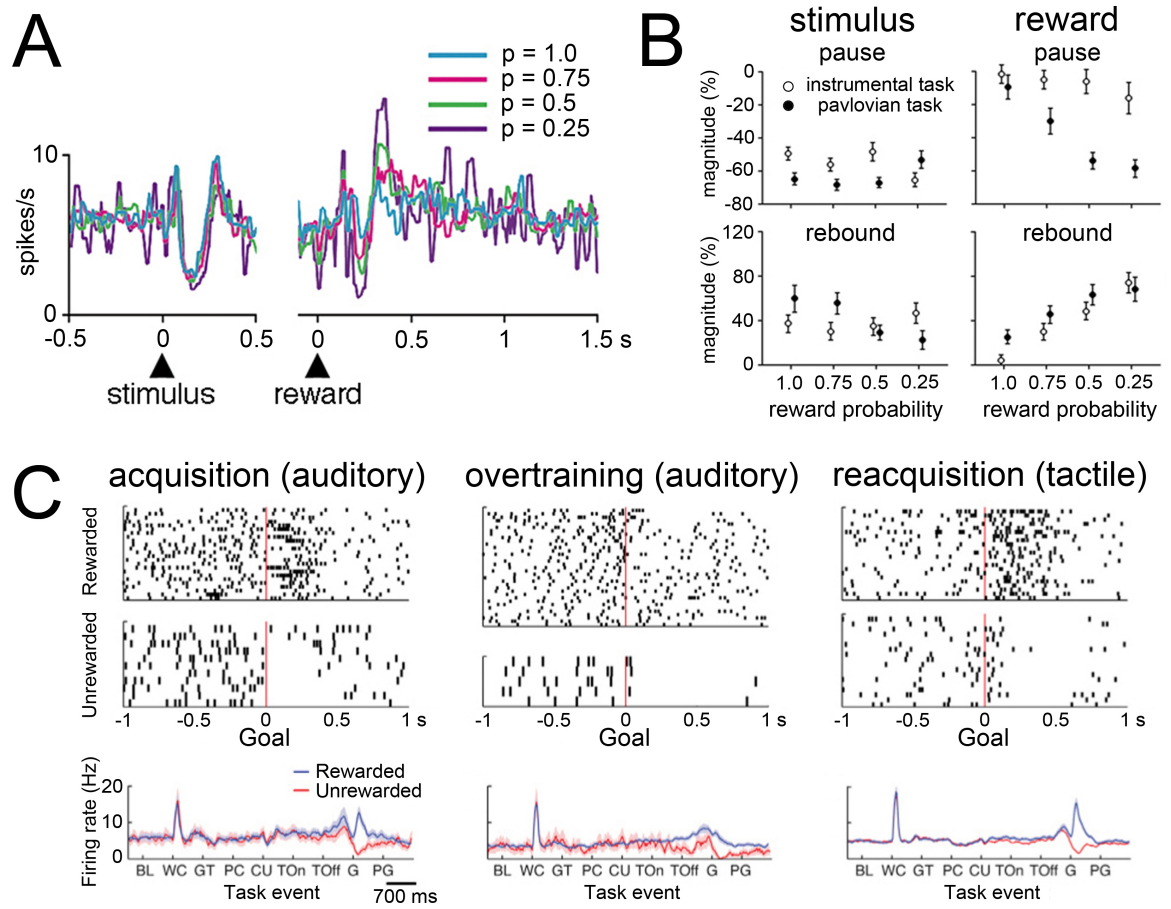 A
p = 1.0
p = 0.75
p = 0.5
p = 0.25
10
spikes/s
0
-0.5 0 0.5 0 0.5 1 1.5 s
stimulus reward
B
stimulus reward
pause pause
magnitude (%)
0
-20
-40
-60
-80
instrumental task
pavlovian task
rebound rebound
magnitude (%)
120
80
40
0
1.0 0.75 0.5 0.25 1.0 0.75 0.5 0.25
reward probability reward probability
C
acquisition (auditory) overtraining (auditory) reacquisition (tactile)
Rewarded
Unrewarded
-1 -0.5 0 0.5 1 s -1 -0.5 0 0.5 1 s -1 -0.5 0 0.5 1 s
Goal Goal Goal
Firing rate (Hz)
20
10
0
Rewarded
Unrewarded
BL WC GT PC CU TOn TOff G PG BL WC GT PC CU TOn TOff G PG BL WC GT PC CU TOn TOff G PG
Task event Task event Task event
700 ms